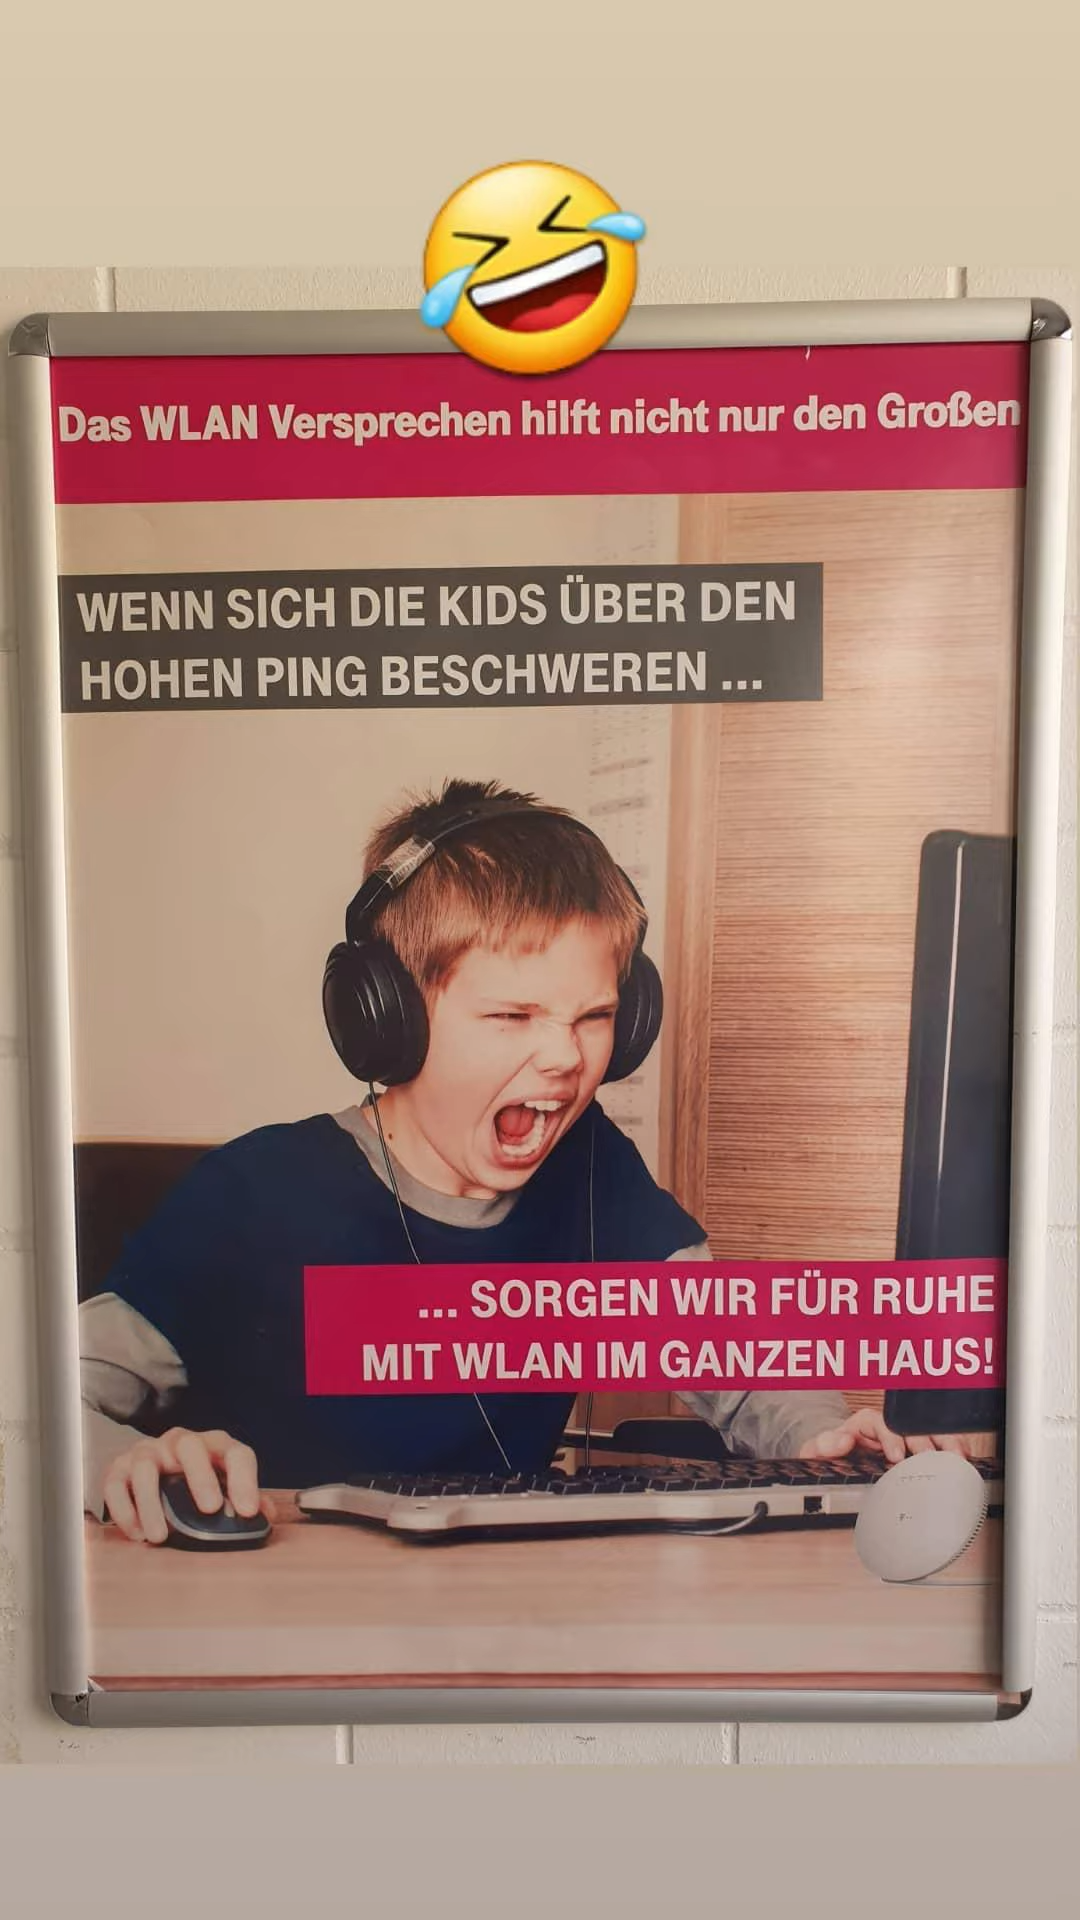 Das WLAN Versprechen hilft nicht nur den Großen
WENN SICH DIE KIDS ÜBER DEN
HOHEN PING BESCHWEREN ...
... SORGEN WIR FÜR RUHE
MIT WLAN IM GANZEN HAUS!